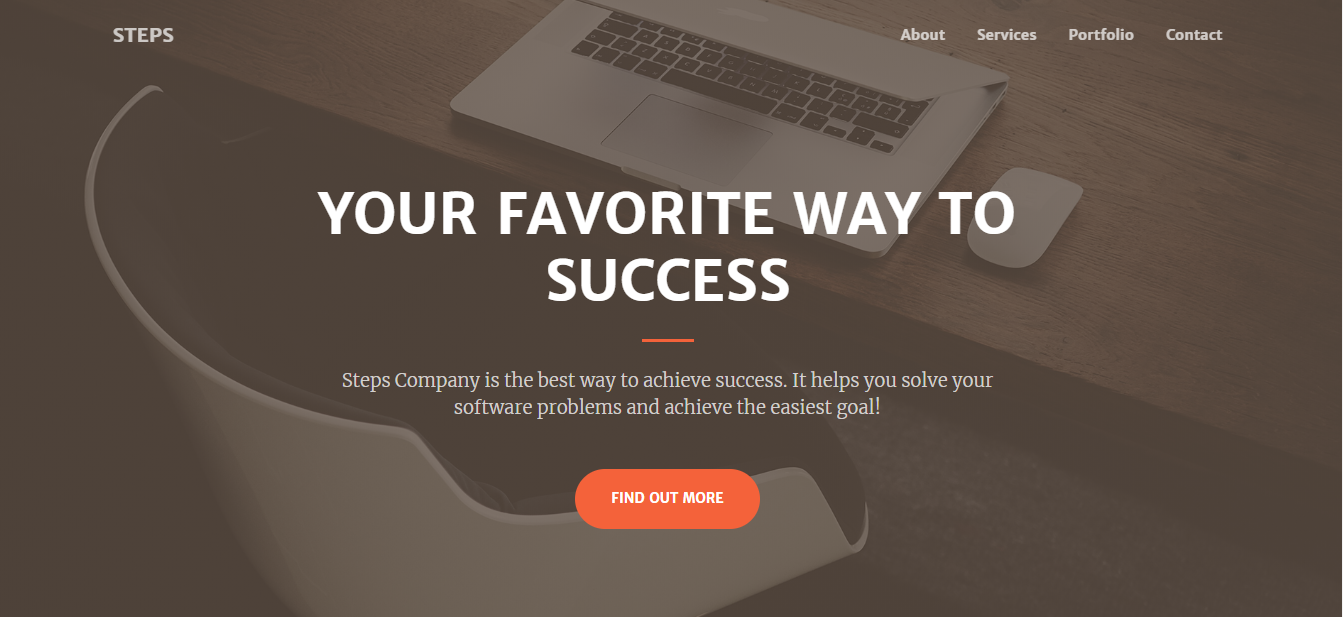 STEPS
About Services Portfolio Contact
YOUR FAVORITE WAY TO
SUCCESS
Steps Company is the best way to achieve success. It helps you solve your
software problems and achieve the easiest goal!
FIND OUT MORE